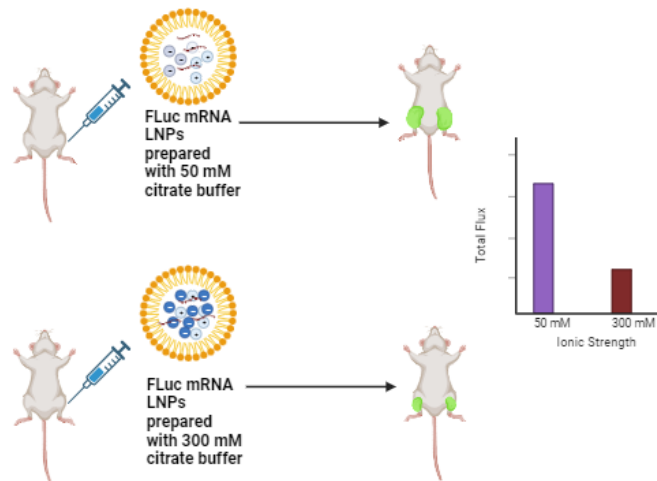 FLuc mRNA
LNPs
prepared
with 50 mM
citrate buffer
Total Flux
50 mM
300 mM
Ionic Strength
FLuc mRNA
LNPs
prepared
with 300 mM
citrate buffer